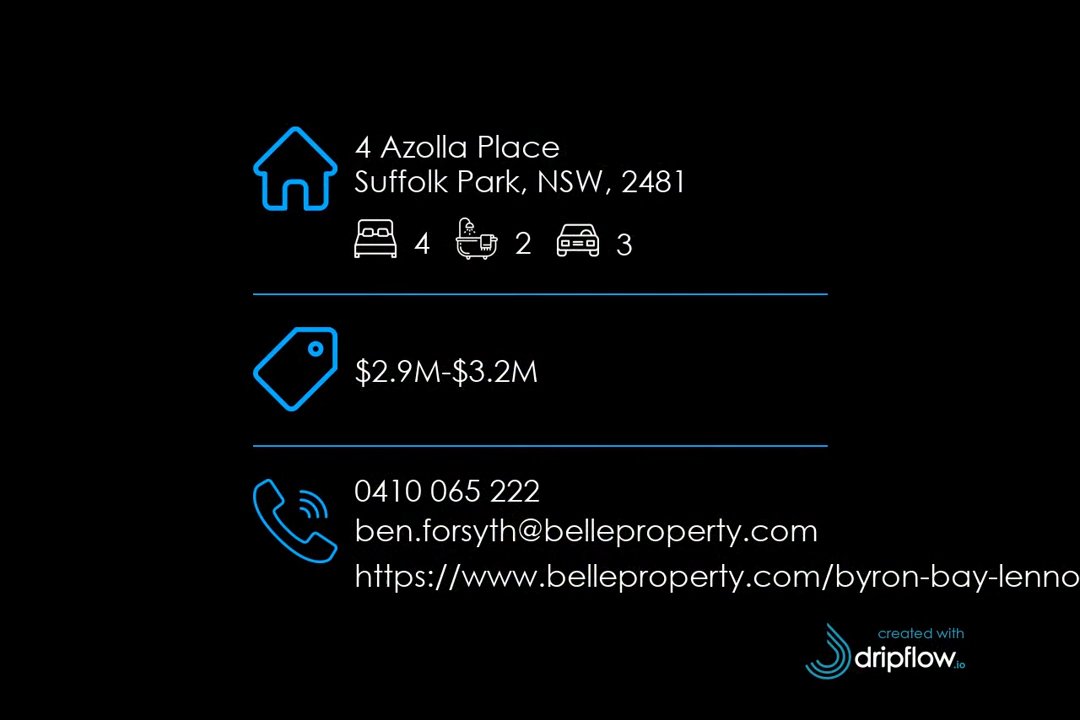 4 Azolla Place
Suffolk Park, NSW, 2481
4 2 3
$2.9M-$3.2M
0410 065 222
ben.forsyth@belleproperty.com
https://www.belleproperty.com/byron-bay-lenno
created with
dripflow.io